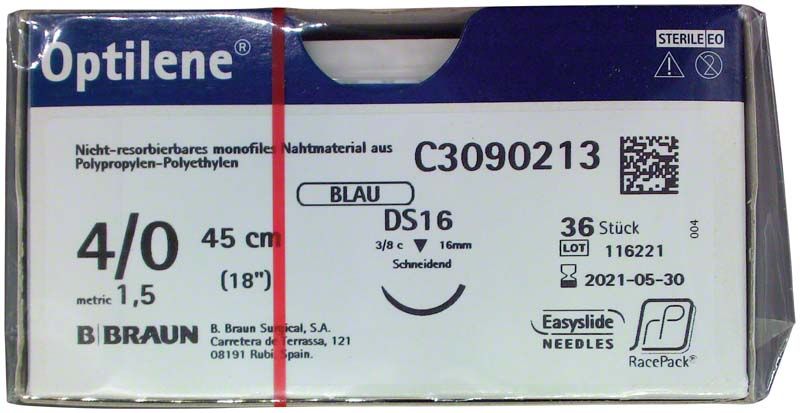 Optilene®
STERILE EO
Nicht-resorbierbares monofiles Nahtmaterial aus
Polypropylen-Polyethylen
C3090213
BLAU
4/0 45 cm
(18")
metric 1,5
DS16
3/8 c 16mm
Schneidend
36 Stück
LOT 116221
2021-05-30
004
B|BRAUN
B. Braun Surgical, S.A.
Carretera de Terrassa, 121
08191 Rubi, Spain.
Easyslide
NEEDLES
rP
RacePack®